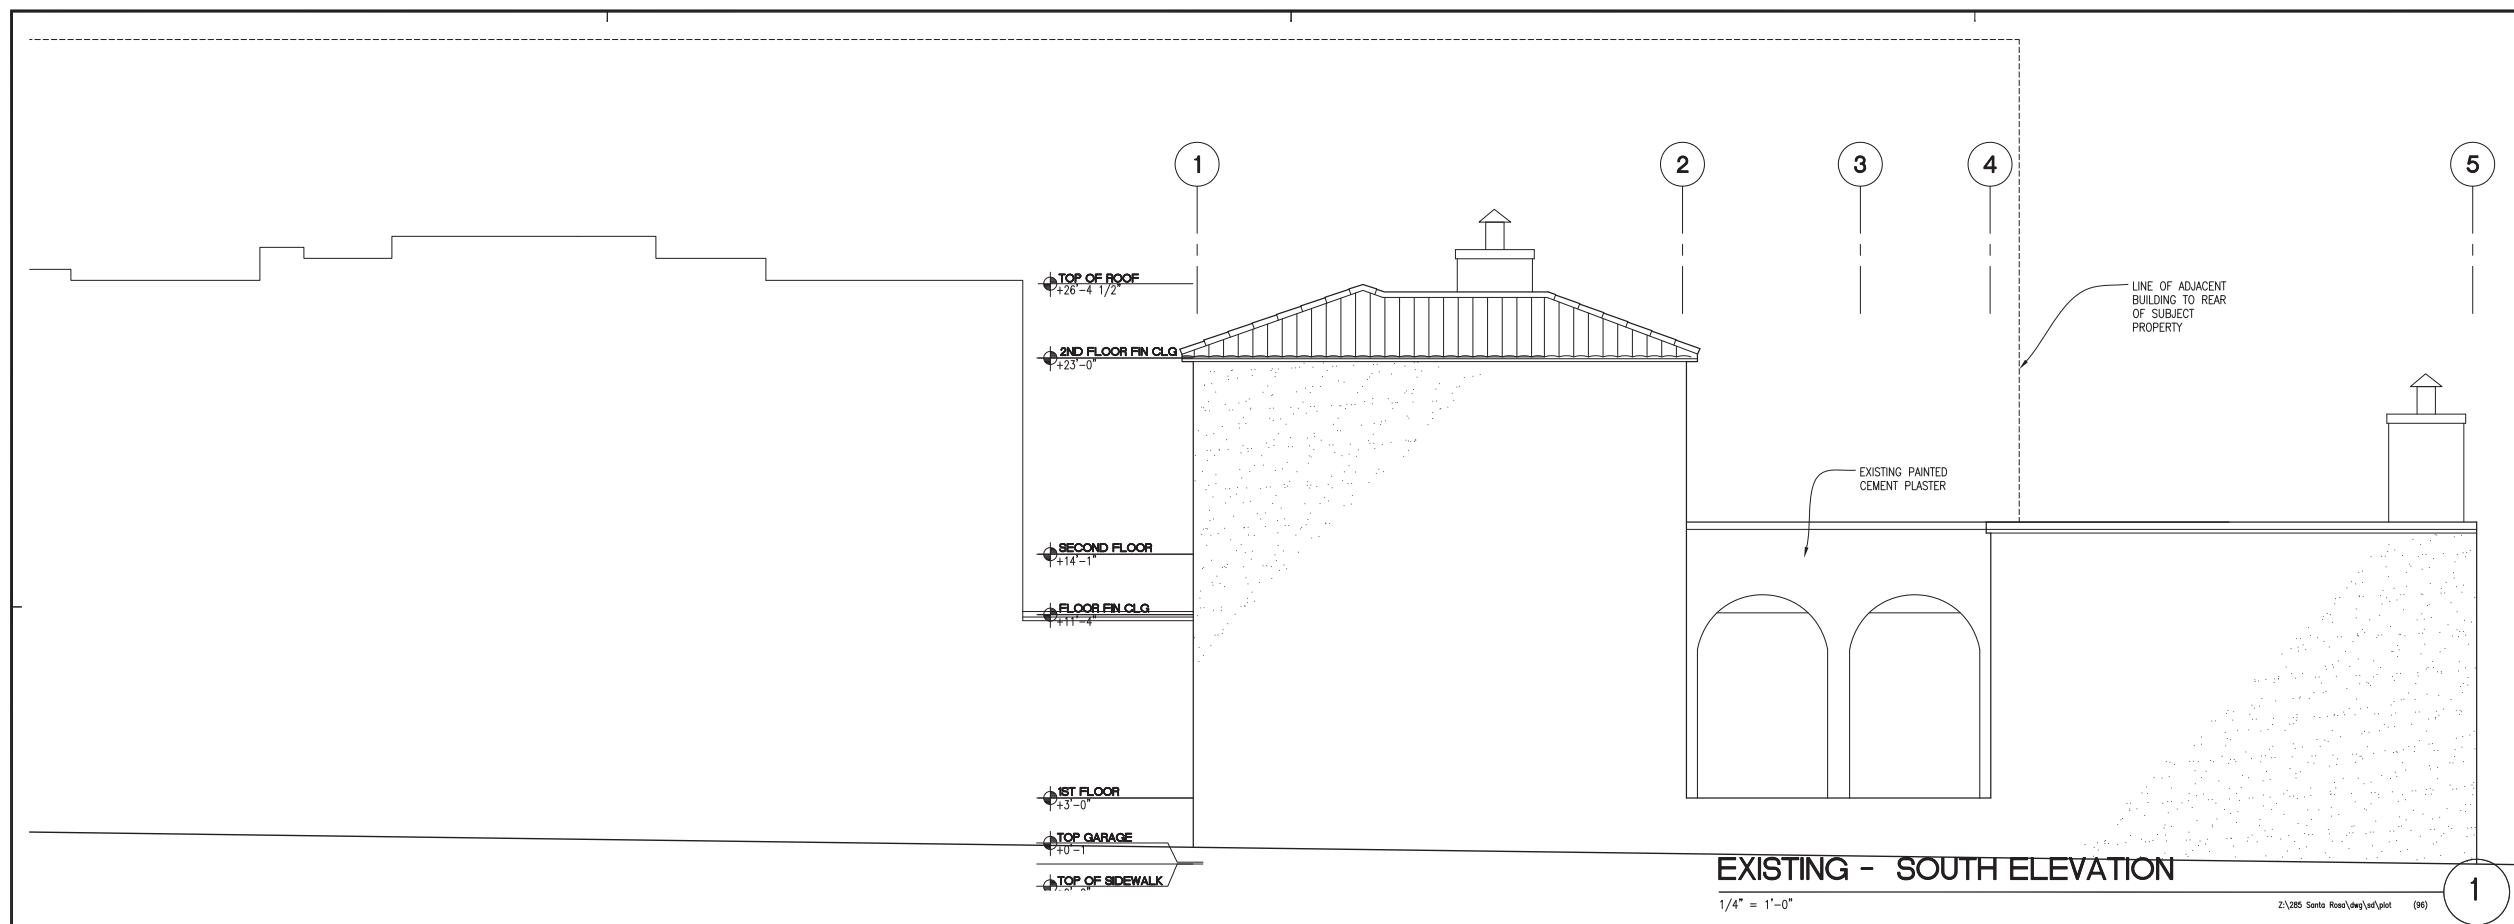 1
2
3
4
5
TOP OF ROOF
+26'-4 1/2"
LINE OF ADJACENT
BUILDING TO REAR
OF SUBJECT
PROPERTY
2ND FLOOR FIN CLG
+23'-0"
EXISTING PAINTED
CEMENT PLASTER
SECOND FLOOR
+14'-1"
FLOOR FIN CLG
+11'-4"
1ST FLOOR
+3'-0"
TOP GARAGE
+0'-1
TOP OF SIDEWALK
EXISTING - SOUTH ELEVATION
1
1/4" = 1'-0"
Z:\285 Santa Rosa\dwg\sd\plot (96)